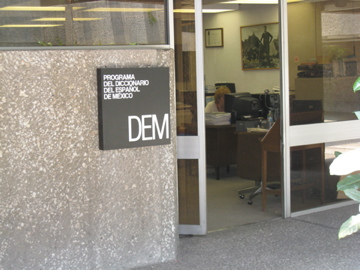 PROGRAMA
DEL DICCIONARIO
DEL ESPAÑOL
DE MÉXICO
DEM